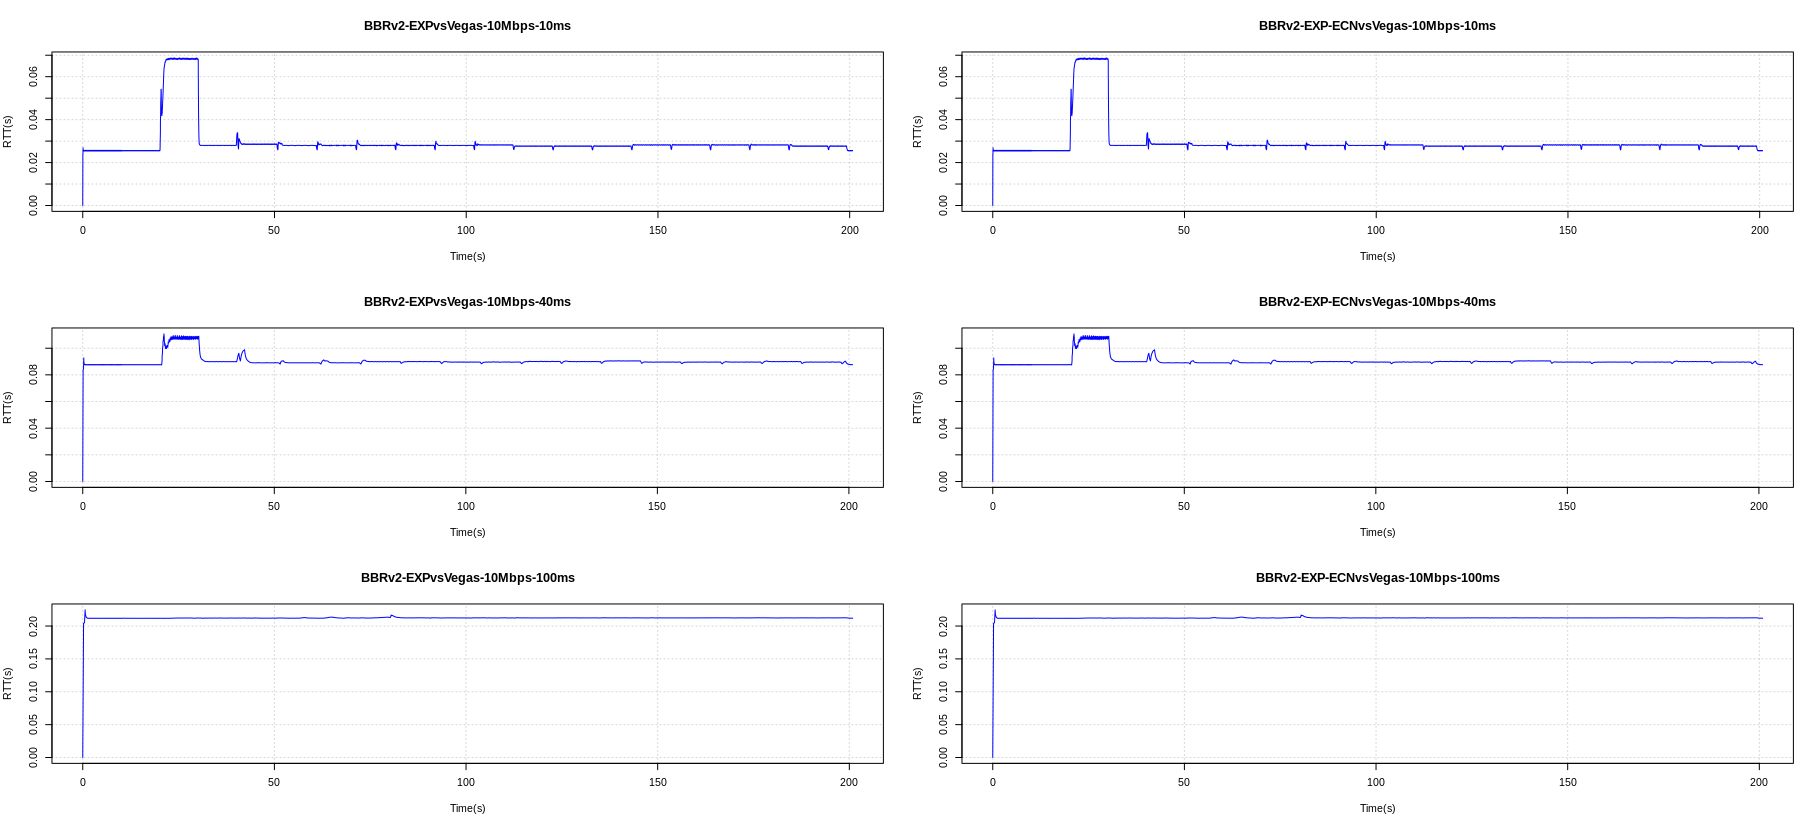 BBRv2-EXPvsVegas-10Mbps-10ms
RTT(s)
0.00 0.02 0.04 0.06
0 50 100 150 200
Time(s)
BBRv2-EXP-ECNvsVegas-10Mbps-10ms
RTT(s)
0.00 0.02 0.04 0.06
0 50 100 150 200
Time(s)
BBRv2-EXPvsVegas-10Mbps-40ms
RTT(s)
0.00 0.04 0.08
0 50 100 150 200
Time(s)
BBRv2-EXP-ECNvsVegas-10Mbps-40ms
RTT(s)
0.00 0.04 0.08
0 50 100 150 200
Time(s)
BBRv2-EXPvsVegas-10Mbps-100ms
RTT(s)
0.00 0.05 0.10 0.15 0.20
0 50 100 150 200
Time(s)
BBRv2-EXP-ECNvsVegas-10Mbps-100ms
RTT(s)
0.00 0.05 0.10 0.15 0.20
0 50 100 150 200
Time(s)